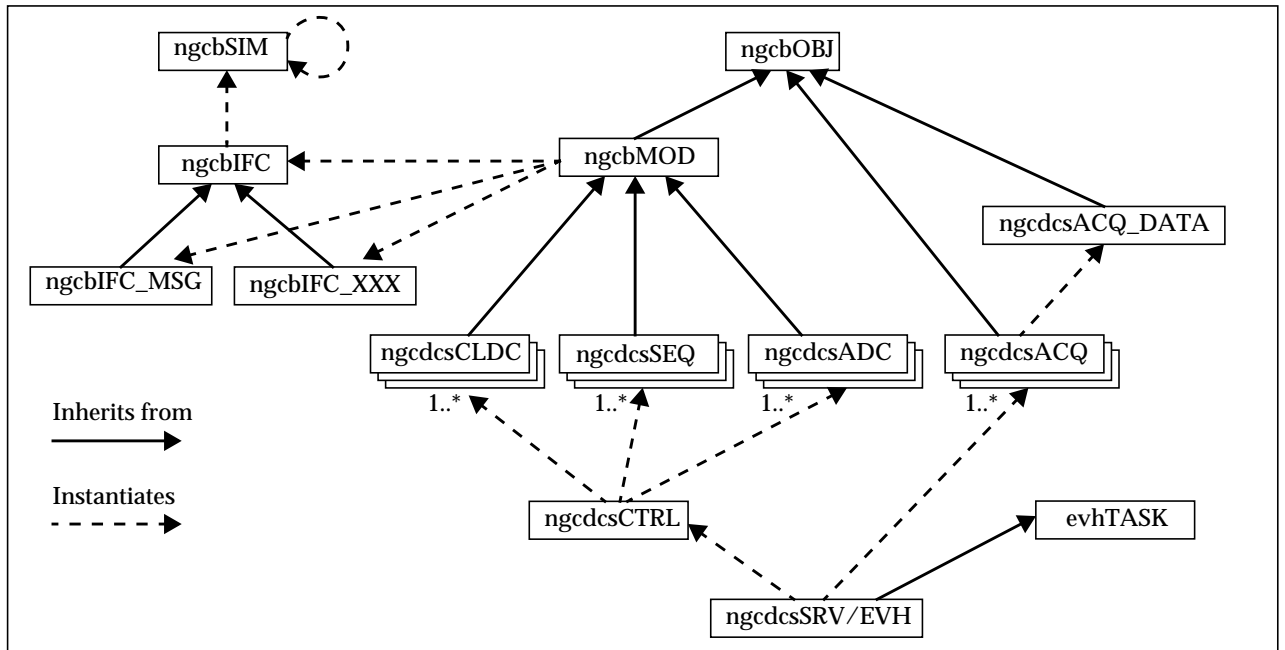 ngcbSIM
ngcbOBJ
ngcbIFC
ngcbMOD
ngcdcsACQ_DATA
ngcbIFC_MSG
ngcbIFC_XXX
ngcdcsCLDC
ngcdcsSEQ
ngcdcsADC
ngcdcsACQ
1..*
1..*
1..*
1..*
Inherits from
Instantiates
ngcdcsCTRL
evhTASK
ngcdcsSRV/EVH